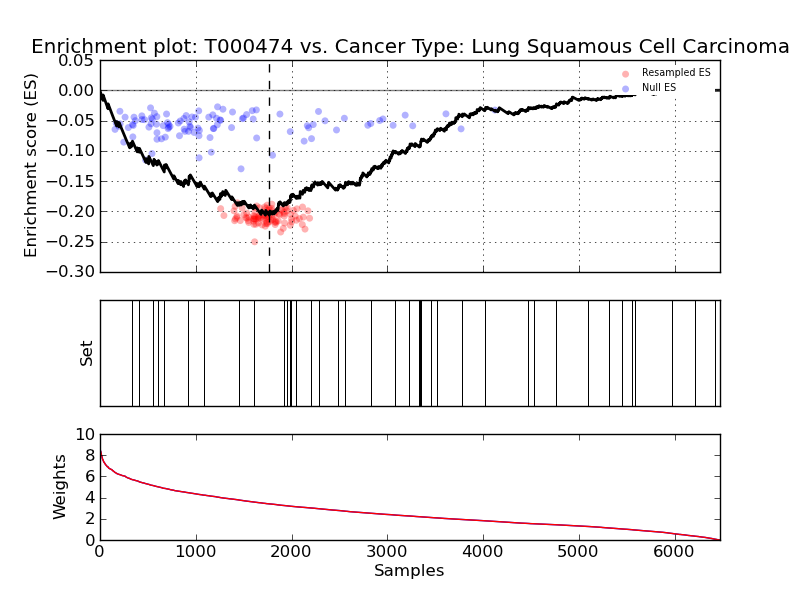 Enrichment plot: T000474 vs. Cancer Type: Lung Squamous Cell Carcinoma
Enrichment score (ES)
0.05
0.00
−0.05
−0.10
−0.15
−0.20
−0.25
−0.30
Resampled ES
Null ES
Set
Weights
10
8
6
4
2
0
0 1000 2000 3000 4000 5000 6000
Samples